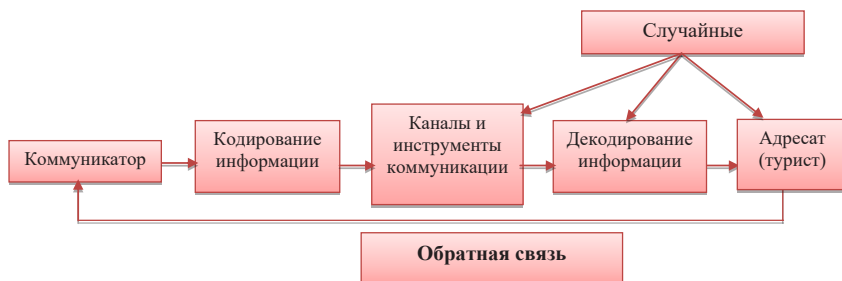 Случайные
Коммуникатор
Кодирование
информации
Каналы и
инструменты
коммуникации
Декодирование
информации
Адресат
(турист)
Обратная связь